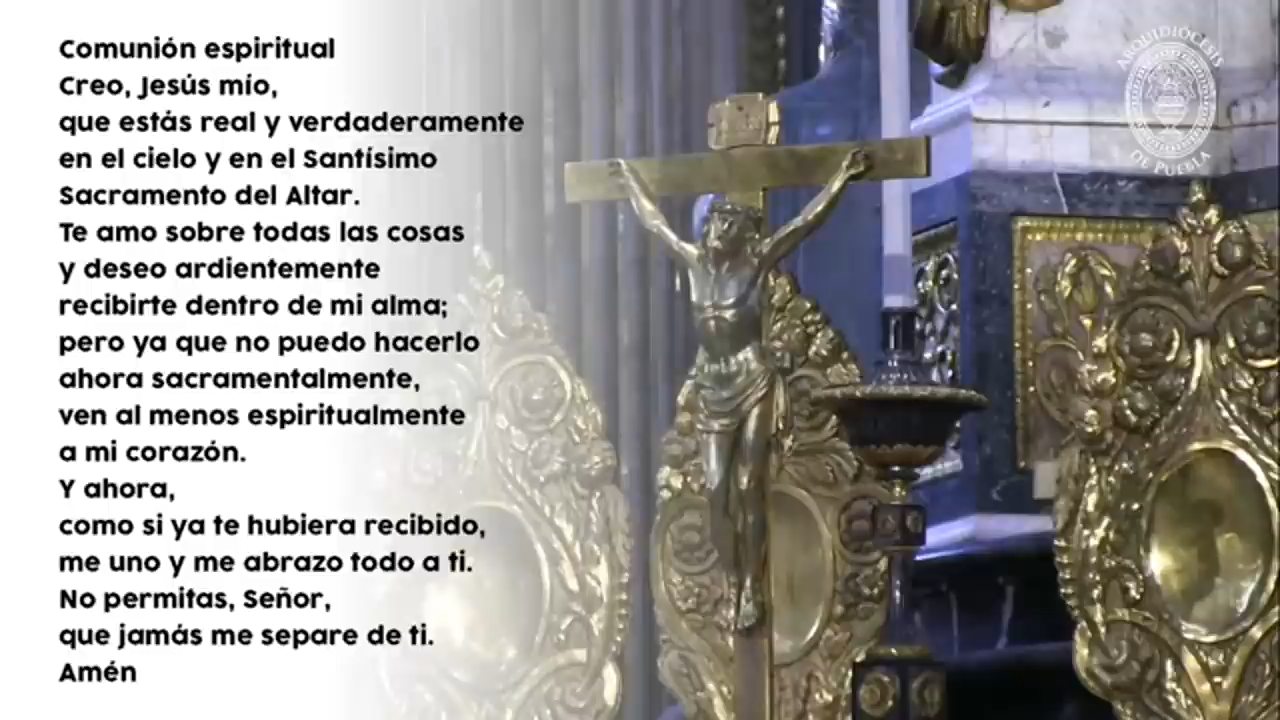 Comunión espiritual
Creo, Jesús mío,
que estás real y verdaderamente
en el cielo y en el Santísimo
Sacramento del Altar.
Te amo sobre todas las cosas
y deseo ardientemente
recibirte dentro de mi alma;
pero ya que no puedo hacerlo
ahora sacramentalmente,
ven al menos espiritualmente
a mi corazón.
Y ahora,
como si ya te hubiera recibido,
me uno y me abrazo todo a ti.
No permitas, Señor,
que jamás me separe de ti.
Amén
ARQUIDIÓCESIS
DE PUEBLA